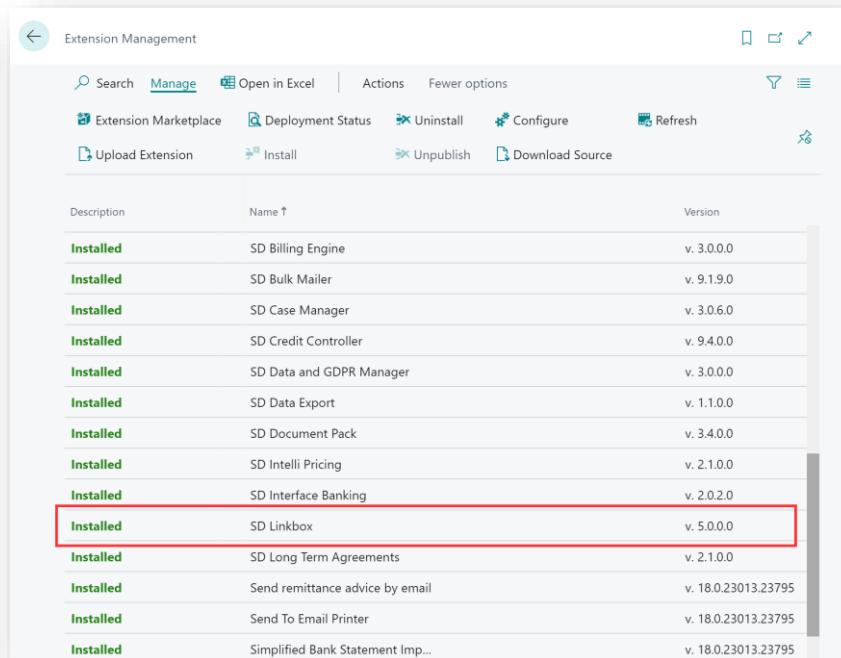 Extension Management
Search Manage Open in Excel Actions Fewer options
Extension Marketplace Deployment Status Uninstall Configure Refresh
Upload Extension Install Unpublish Download Source
Description Name ↑ Version
Installed SD Billing Engine v. 3.0.0.0
Installed SD Bulk Mailer v. 9.1.9.0
Installed SD Case Manager v. 3.0.6.0
Installed SD Credit Controller v. 9.4.0.0
Installed SD Data and GDPR Manager v. 3.0.0.0
Installed SD Data Export v. 1.1.0.0
Installed SD Document Pack v. 3.4.0.0
Installed SD Intelli Pricing v. 2.1.0.0
Installed SD Interface Banking v. 2.0.2.0
Installed SD Linkbox v. 5.0.0.0
Installed SD Long Term Agreements v. 2.1.0.0
Installed Send remittance advice by email v. 18.0.23013.23795
Installed Send To Email Printer v. 18.0.23013.23795
Installed Simplified Bank Statement Imp... v. 18.0.23013.23795